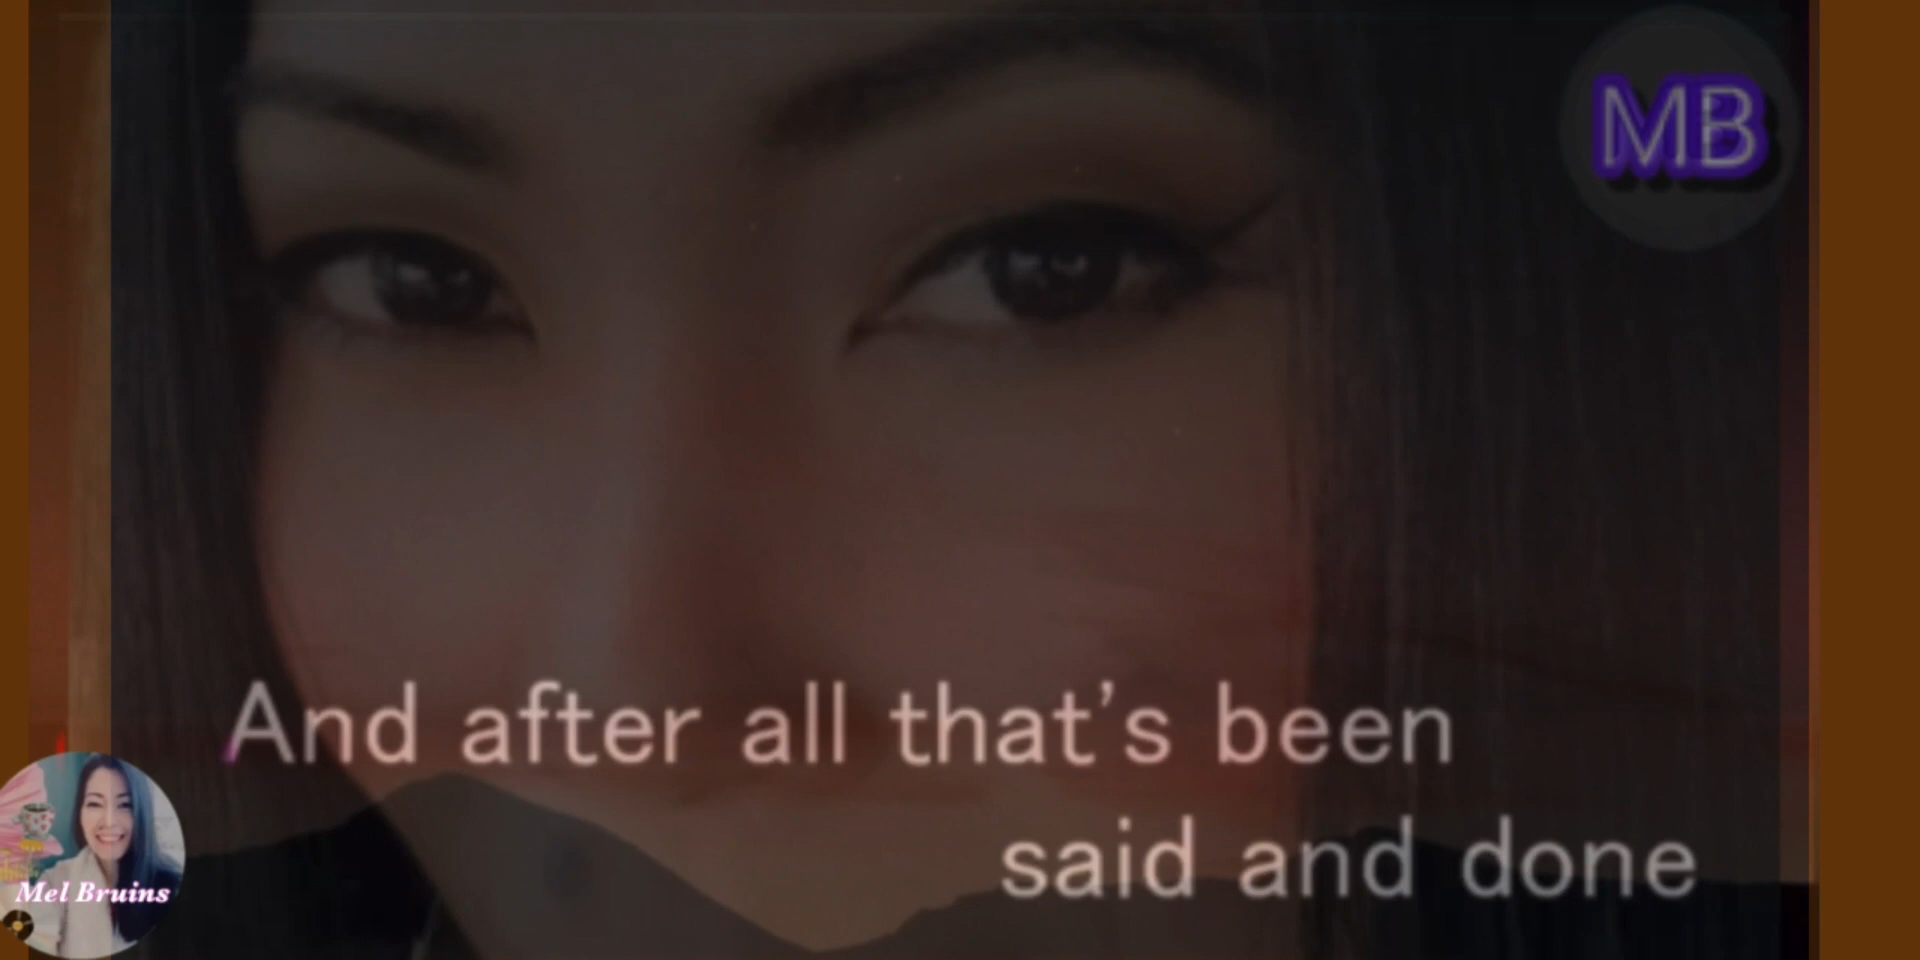 MB
And after all that's been
said and done
Mel Bruins